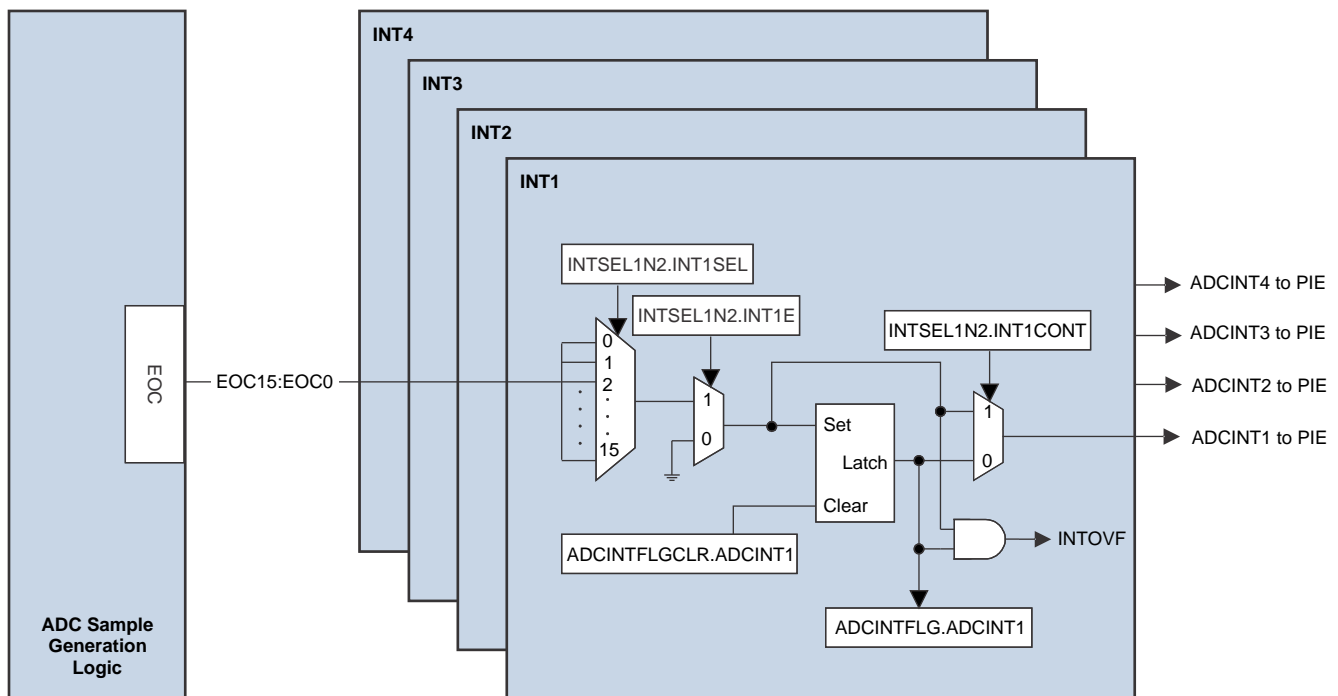 INT4
INT3
INT2
INT1
INTSEL1N2.INT1SEL
INTSEL1N2.INT1E
INTSEL1N2.INT1CONT
ADCINT4 to PIE
ADCINT3 to PIE
ADCINT2 to PIE
ADCINT1 to PIE
EOC
EOC15:EOC0
0
1
2
15
1
0
Set
Latch
Clear
1
0
ADCINTFLGCLR.ADCINT1
INTOVF
ADCINTFLG.ADCINT1
ADC Sample
Generation
Logic